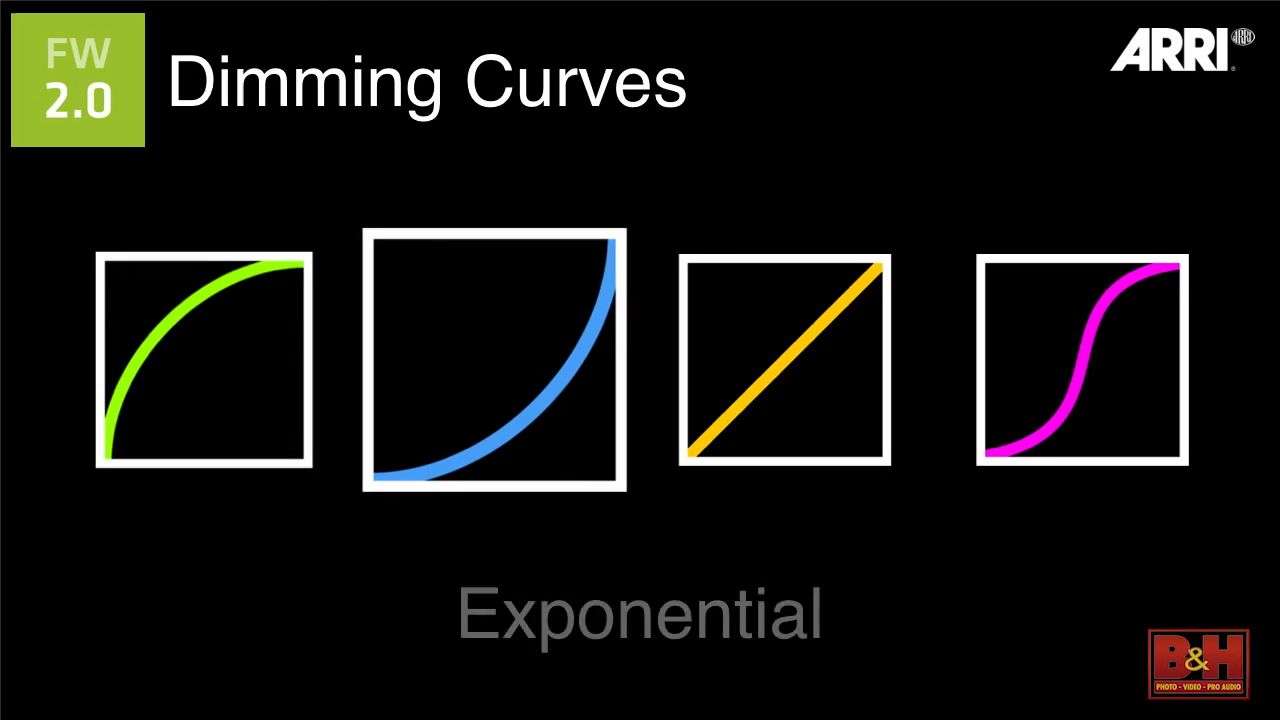 FW
2.0
Dimming Curves
ARRI
Exponential
B&H
PHOTO - VIDEO - PRO AUDIO